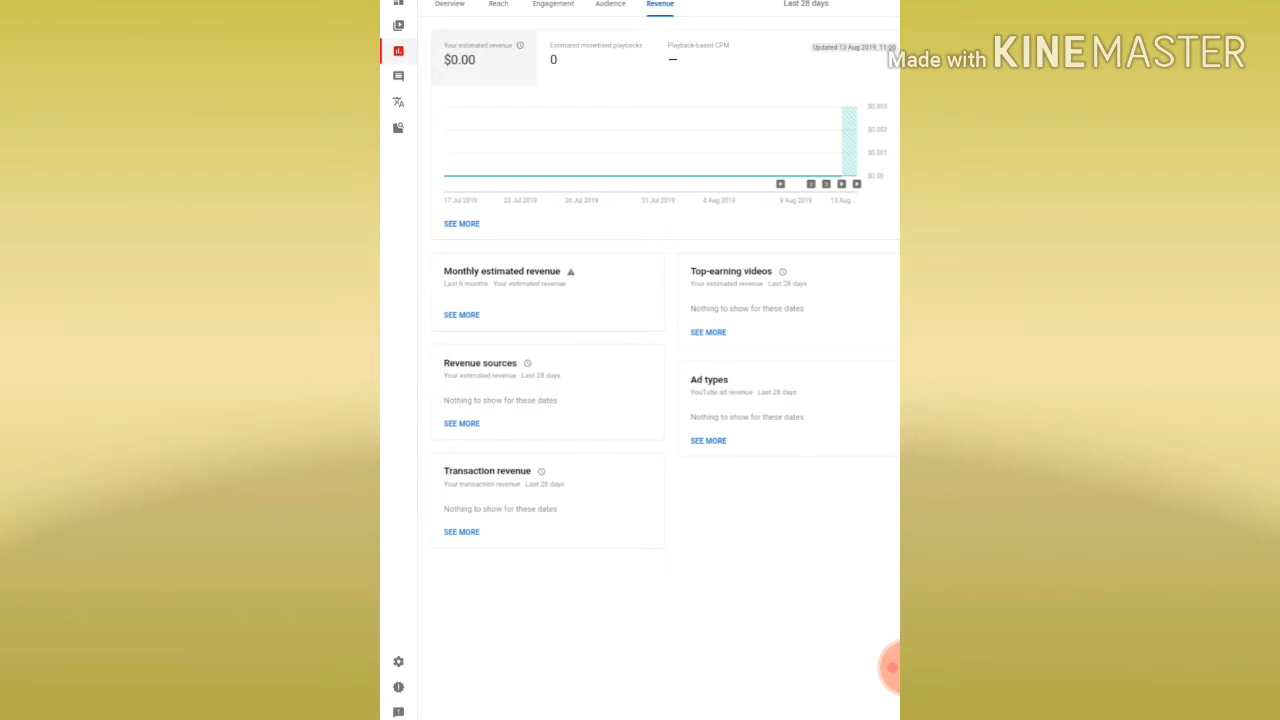 Overview Reach Engagement Audience Revenue Last 28 days
Your estimated revenue Estimated monetised playbacks Playback-based CPM Updated 13 Aug 2019, 11:00
$0.00 0 —
Made with KINEMASTER
$0.003
$0.002
$0.001
$0.00
17 Jul 2019 22 Jul 2019 26 Jul 2019 31 Jul 2019 4 Aug 2019 9 Aug 2019 13 Aug...
SEE MORE
Monthly estimated revenue
Last 6 months · Your estimated revenue
SEE MORE
Top-earning videos
Your estimated revenue · Last 28 days
Nothing to show for these dates
SEE MORE
Revenue sources
Your estimated revenue · Last 28 days
Nothing to show for these dates
SEE MORE
Ad types
YouTube ad revenue · Last 28 days
Nothing to show for these dates
SEE MORE
Transaction revenue
Your transaction revenue · Last 28 days
Nothing to show for these dates
SEE MORE